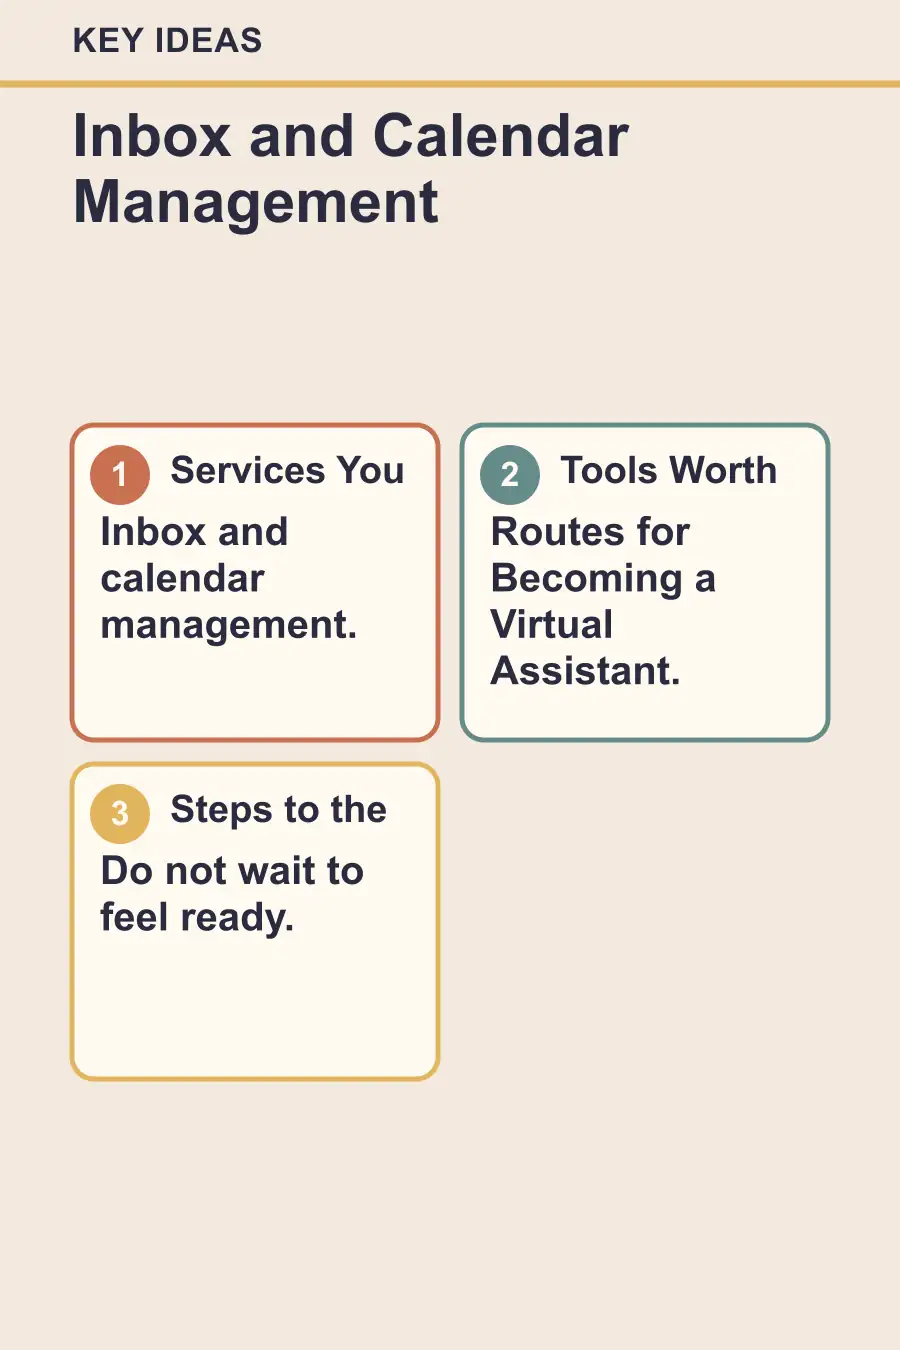 KEY IDEAS
Inbox and Calendar
Management
1 Services You
Inbox and
calendar
management.
2 Tools Worth
Routes for
Becoming a
Virtual
Assistant.
3 Steps to the
Do not wait to
feel ready.